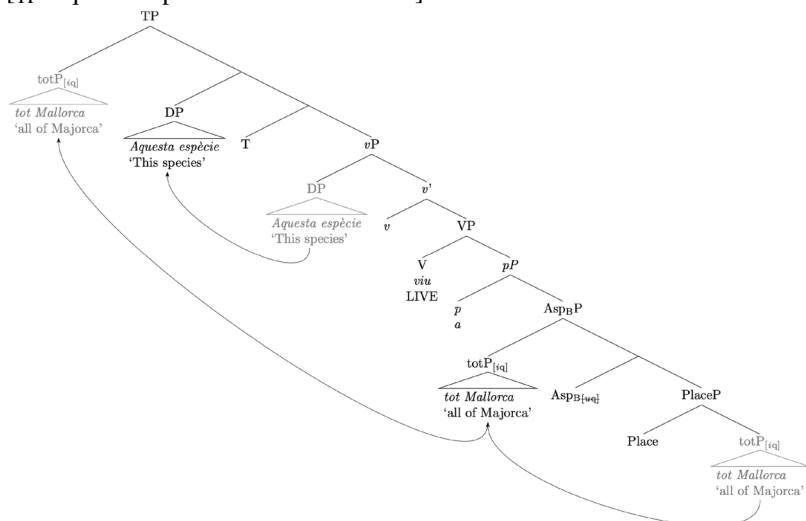 TP
totP[iq]
tot Mallorca
‘all of Majorca’
DP
Aquesta espècie
‘This species’
T
vP
DP
Aquesta espècie
‘This species’
v’
v
VP
V
viu
LIVE
pP
p
a
AspBP
totP[iq]
tot Mallorca
‘all of Majorca’
AspB[uq]
PlaceP
Place
totP[iq]
tot Mallorca
‘all of Majorca’